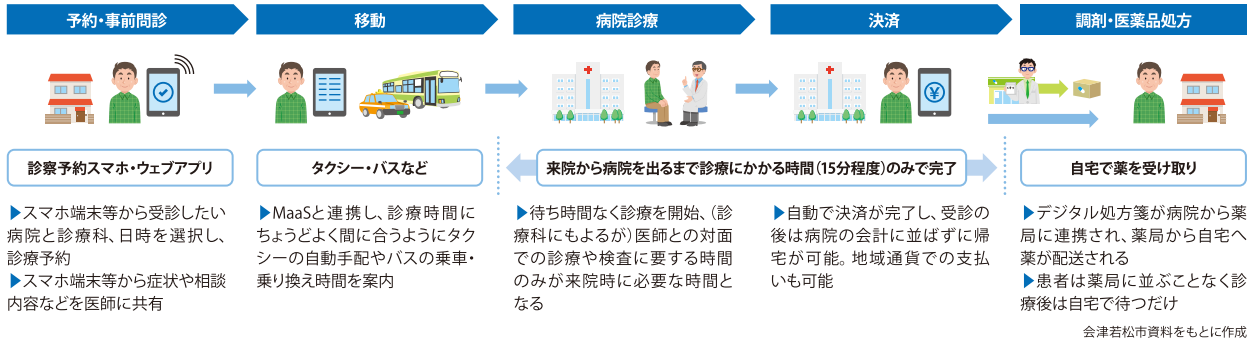 予約・事前問診
移動
病院診療
決済
調剤・医薬品処方
¥
診察予約スマホ・ウェブアプリ
タクシー・バスなど
来院から病院を出るまで診療にかかる時間(15分程度)のみで完了
自宅で薬を受け取り
▶スマホ端末等から受診したい
病院と診療科、日時を選択し、
診療予約
▶スマホ端末等から症状や相談
内容などを医師に共有
▶MaaSと連携し、診療時間に
ちょうどよく間に合うようにタク
シーの自動手配やバスの乗車・
乗り換え時間を案内
▶待ち時間なく診療を開始、(診
療科にもよるが)医師との対面
での診療や検査に要する時間
のみが来院時に必要な時間と
なる
▶自動で決済が完了し、受診の
後は病院の会計に並ばずに帰
宅が可能。地域通貨での支払
いも可能
▶デジタル処方箋が病院から薬
局に連携され、薬局から自宅へ
薬が配送される
▶患者は薬局に並ぶことなく診
療後は自宅で待つだけ
会津若松市資料をもとに作成